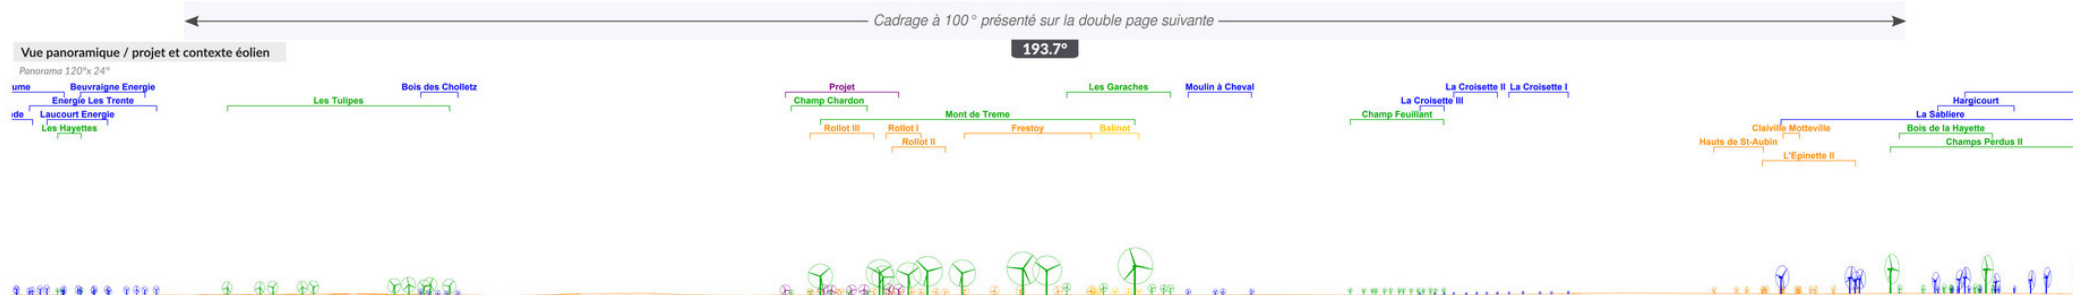 Cadrage à 100° présenté sur la double page suivante
Vue panoramique / projet et contexte éolien
193.7°
Panorama 120°x 24°
ume Beuvraigne Energie Bois des Cholletz Projet Les Garaches Moulin à Cheval La Croisette II La Croisette I
Energie Les Trente Les Tulipes Champ Chardon La Croisette III Hargicourt
de Laucourt Energie Mont de Treme Champ Feuillant La Sabliere
Les Hayettes Rollot III Rollot I Frestoy Balinot Claiville Motteville Bois de la Hayette
Rollot II Hauts de St-Aubin Champs Perdus II
L'Epinette II